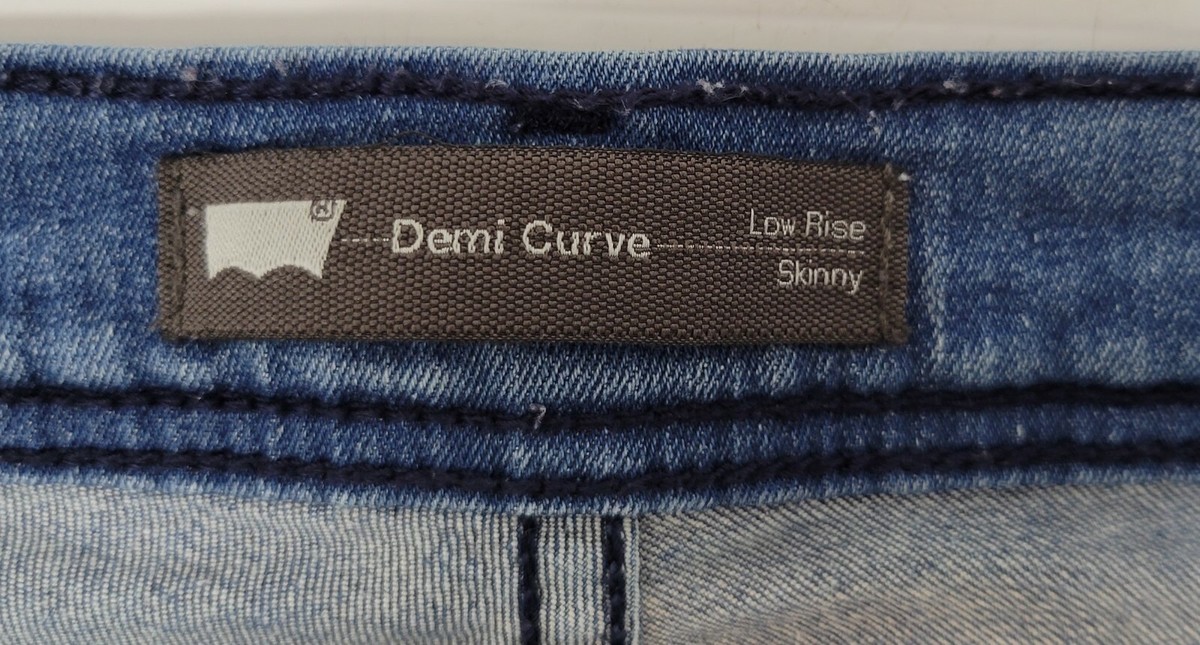 Demi Curve
Low Rise
Skinny